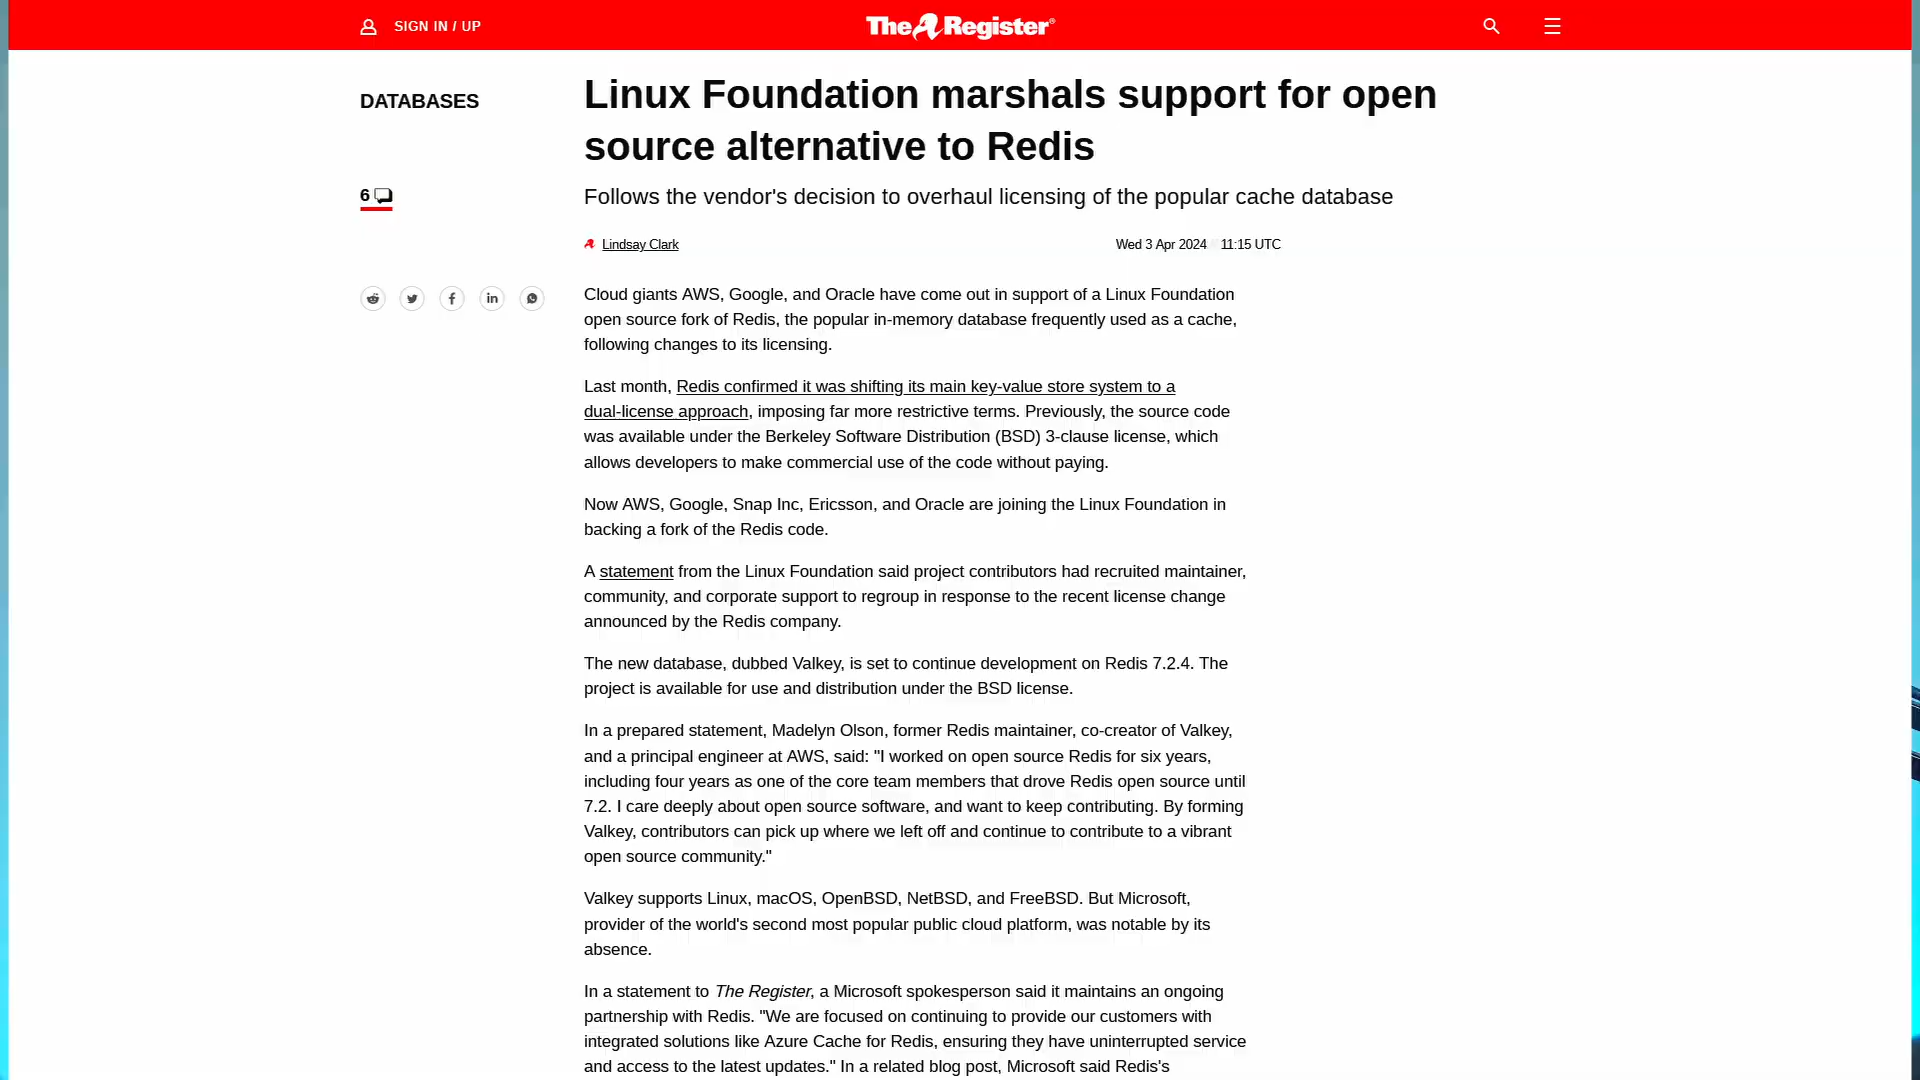 SIGN IN / UP
The Register®
DATABASES
Linux Foundation marshals support for open
source alternative to Redis
6
Follows the vendor's decision to overhaul licensing of the popular cache database
Lindsay Clark
Wed 3 Apr 2024 11:15 UTC
Cloud giants AWS, Google, and Oracle have come out in support of a Linux Foundation
open source fork of Redis, the popular in-memory database frequently used as a cache,
following changes to its licensing.
Last month, Redis confirmed it was shifting its main key-value store system to a
dual-license approach, imposing far more restrictive terms. Previously, the source code
was available under the Berkeley Software Distribution (BSD) 3-clause license, which
allows developers to make commercial use of the code without paying.
Now AWS, Google, Snap Inc, Ericsson, and Oracle are joining the Linux Foundation in
backing a fork of the Redis code.
A statement from the Linux Foundation said project contributors had recruited maintainer,
community, and corporate support to regroup in response to the recent license change
announced by the Redis company.
The new database, dubbed Valkey, is set to continue development on Redis 7.2.4. The
project is available for use and distribution under the BSD license.
In a prepared statement, Madelyn Olson, former Redis maintainer, co-creator of Valkey,
and a principal engineer at AWS, said: "I worked on open source Redis for six years,
including four years as one of the core team members that drove Redis open source until
7.2. I care deeply about open source software, and want to keep contributing. By forming
Valkey, contributors can pick up where we left off and continue to contribute to a vibrant
open source community."
Valkey supports Linux, macOS, OpenBSD, NetBSD, and FreeBSD. But Microsoft,
provider of the world's second most popular public cloud platform, was notable by its
absence.
In a statement to The Register, a Microsoft spokesperson said it maintains an ongoing
partnership with Redis. "We are focused on continuing to provide our customers with
integrated solutions like Azure Cache for Redis, ensuring they have uninterrupted service
and access to the latest updates." In a related blog post, Microsoft said Redis's